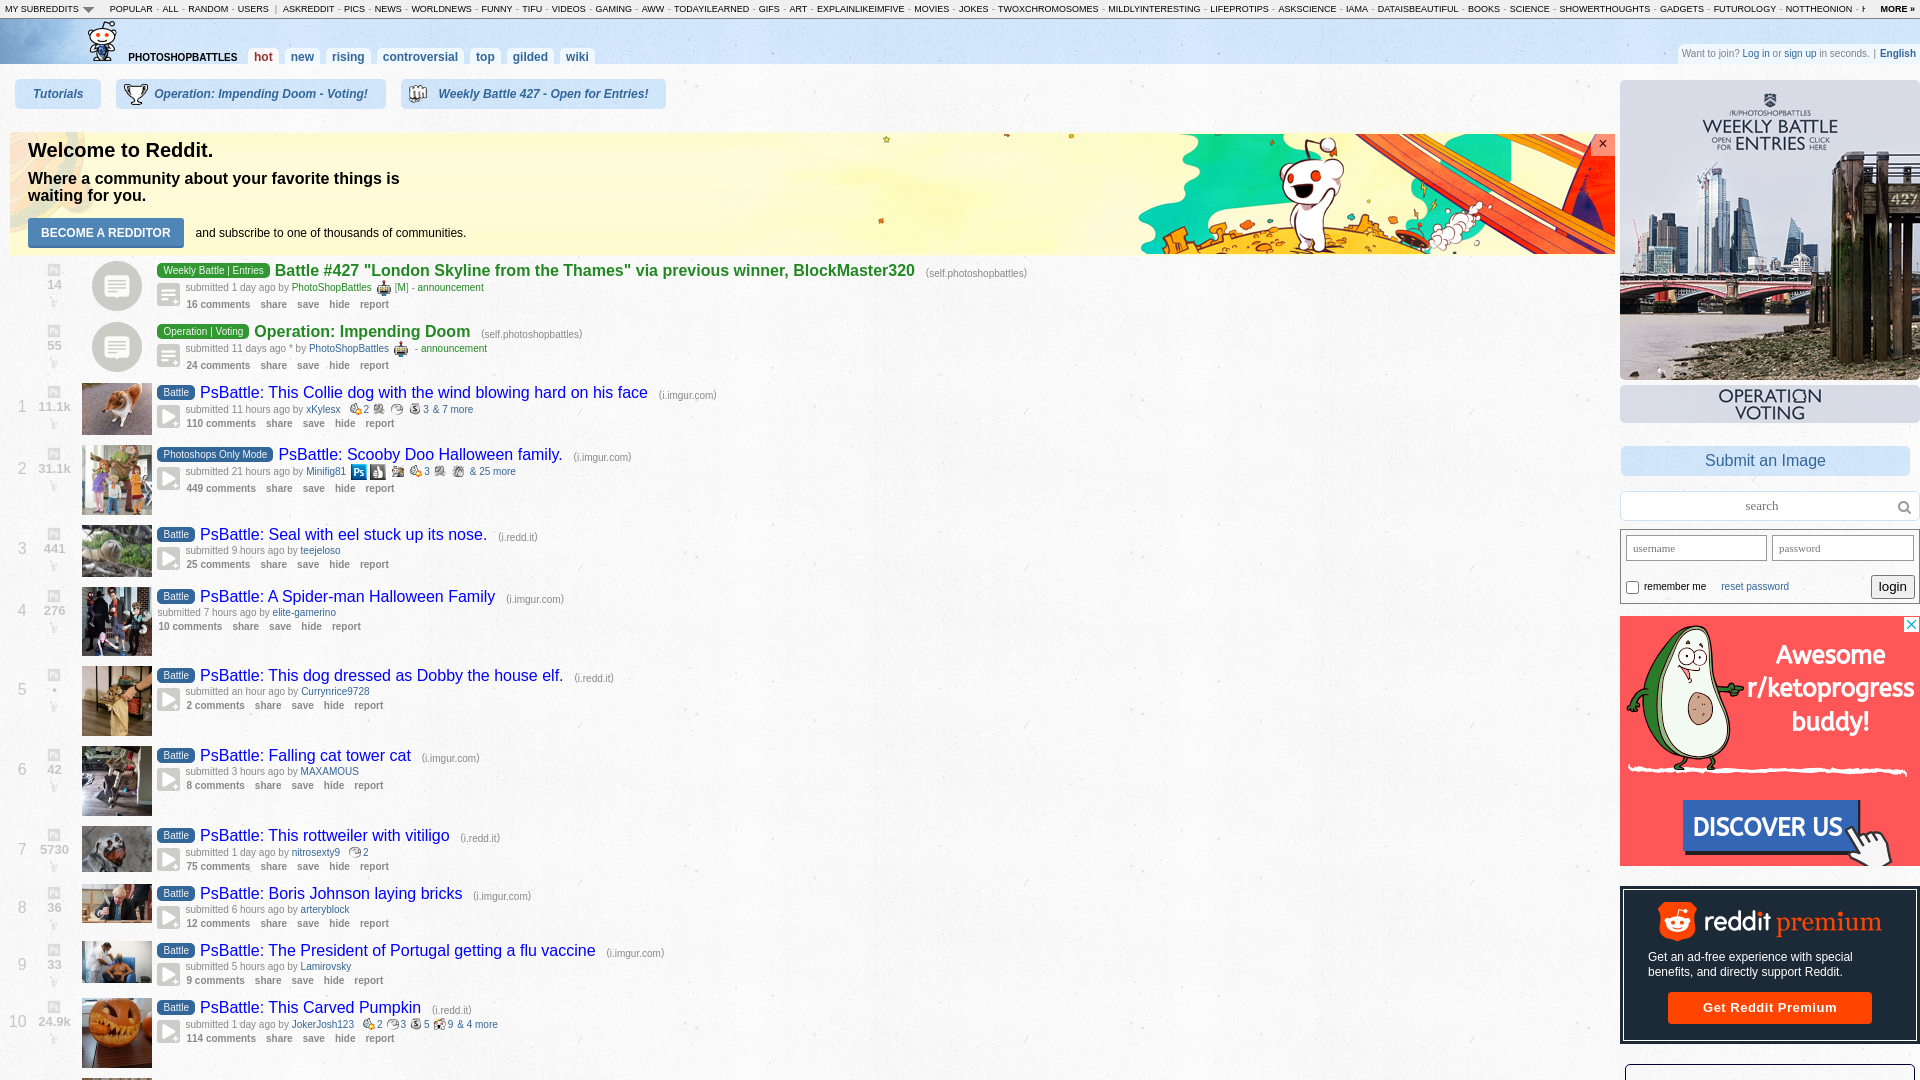 MY SUBREDDITS POPULAR - ALL - RANDOM - USERS | ASKREDDIT - PICS - NEWS - WORLDNEWS - FUNNY - TIFU - VIDEOS - GAMING - AWW - TODAYILEARNED - GIFS - ART - EXPLAINLIKEIMFIVE - MOVIES - JOKES - TWOXCHROMOSOMES - MILDLYINTERESTING - LIFEPROTIPS - ASKSCIENCE - IAMA - DATAISBEAUTIFUL - BOOKS - SCIENCE - SHOWERTHOUGHTS - GADGETS - FUTUROLOGY - NOTTHEONION - MORE »
PHOTOSHOPBATTLES hot new rising controversial top gilded wiki
Want to join? Log in or sign up in seconds. | English
Tutorials Operation: Impending Doom - Voting! Weekly Battle 427 - Open for Entries!
Welcome to Reddit.
Where a community about your favorite things is
waiting for you.
BECOME A REDDITOR and subscribe to one of thousands of communities.
×
14
Weekly Battle | Entries Battle #427 "London Skyline from the Thames" via previous winner, BlockMaster320 (self.photoshopbattles)
submitted 1 day ago by PhotoShopBattles [M] - announcement
16 comments share save hide report
55
Operation | Voting Operation: Impending Doom (self.photoshopbattles)
submitted 11 days ago * by PhotoShopBattles - announcement
24 comments share save hide report
1 11.1k
Battle PsBattle: This Collie dog with the wind blowing hard on his face (i.imgur.com)
submitted 11 hours ago by xKylesx 2 3 & 7 more
110 comments share save hide report
2 31.1k
Photoshops Only Mode PsBattle: Scooby Doo Halloween family. (i.imgur.com)
submitted 21 hours ago by Minifig81 Ps 3 & 25 more
449 comments share save hide report
3 441
Battle PsBattle: Seal with eel stuck up its nose. (i.redd.it)
submitted 9 hours ago by teejeloso
25 comments share save hide report
4 276
Battle PsBattle: A Spider-man Halloween Family (i.imgur.com)
submitted 7 hours ago by elite-gamerino
10 comments share save hide report
5 •
Battle PsBattle: This dog dressed as Dobby the house elf. (i.redd.it)
submitted an hour ago by Currynrice9728
2 comments share save hide report
6 42
Battle PsBattle: Falling cat tower cat (i.imgur.com)
submitted 3 hours ago by MAXAMOUS
8 comments share save hide report
7 5730
Battle PsBattle: This rottweiler with vitiligo (i.redd.it)
submitted 1 day ago by nitrosexty9 2
75 comments share save hide report
8 36
Battle PsBattle: Boris Johnson laying bricks (i.imgur.com)
submitted 6 hours ago by arteryblock
12 comments share save hide report
9 33
Battle PsBattle: The President of Portugal getting a flu vaccine (i.imgur.com)
submitted 5 hours ago by Lamirovsky
9 comments share save hide report
10 24.9k
Battle PsBattle: This Carved Pumpkin (i.redd.it)
submitted 1 day ago by JokerJosh123 2 3 5 9 & 4 more
114 comments share save hide report
/R/PHOTOSHOPBATTLES
WEEKLY BATTLE
OPEN FOR ENTRIES CLICK HERE
427
OPERATION
VOTING
Submit an Image
search
username password
remember me reset password login
Awesome
r/ketoprogress
buddy!
DISCOVER US
reddit premium
Get an ad-free experience with special
benefits, and directly support Reddit.
Get Reddit Premium